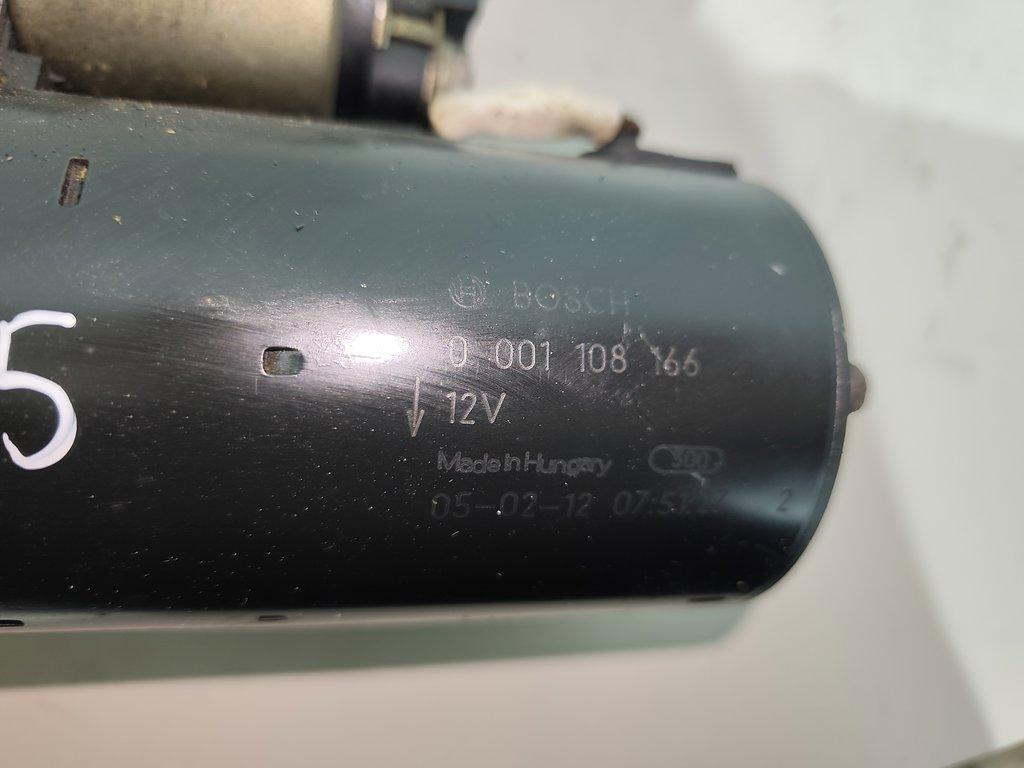 5
BOSCH
0 001 108 166
12V
Made in Hungary 300
05-02-12 2